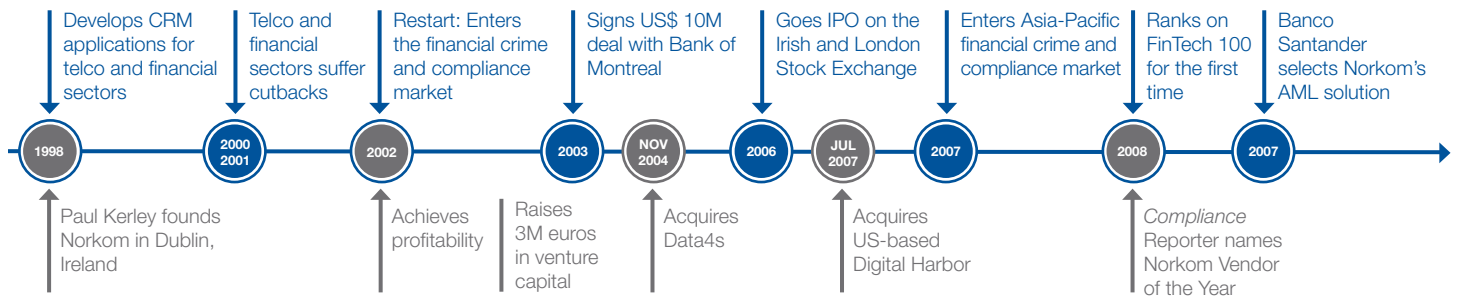 Develops CRM
applications for
telco and financial
sectors
Telco and
financial
sectors suffer
cutbacks
Restart: Enters
the financial crime
and compliance
market
Signs US$ 10M
deal with Bank of
Montreal
Goes IPO on the
Irish and London
Stock Exchange
Enters Asia-Pacific
financial crime and
compliance market
Ranks on
FinTech 100
for the first
time
Banco
Santander
selects Norkom’s
AML solution
1998
2000
2001
2002
2003
NOV
2004
2006
JUL
2007
2007
2008
2007
Paul Kerley founds
Norkom in Dublin,
Ireland
Achieves
profitability
Raises
3M euros
in venture
capital
Acquires
Data4s
Acquires
US-based
Digital Harbor
Compliance
Reporter names
Norkom Vendor
of the Year